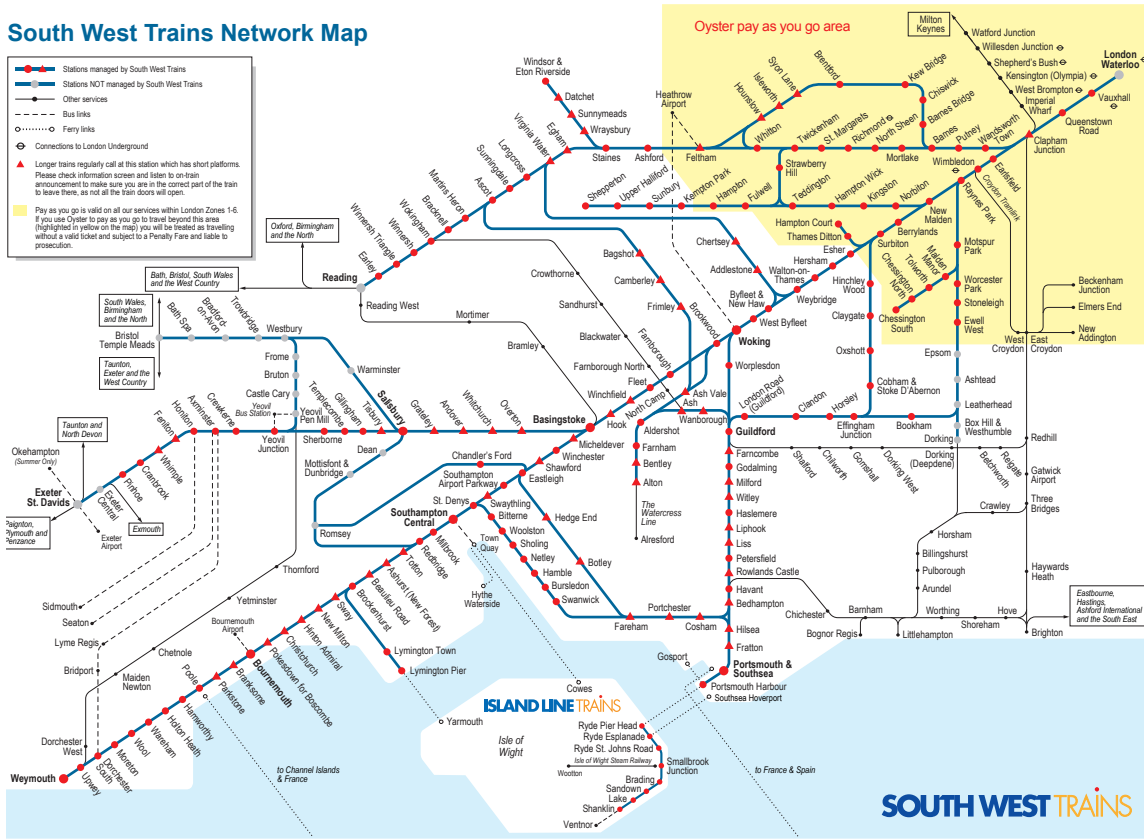 South West Trains Network Map
Stations managed by South West Trains
Stations NOT managed by South West Trains
Other services
Bus links
Ferry links
Connections to London Underground
Longer trains regularly call at this station which has short platforms.
Please check information screen and listen to on-train
announcement to make sure you are in the correct part of the train
to leave there, as not all the train doors will open.
Pay as you go is valid on all our services within London Zones 1-6.
If you use Oyster to pay as you go to travel beyond this area
(highlighted in yellow on the map) you will be treated as travelling
without a valid ticket and subject to a Penalty Fare and liable to
prosecution.
Oyster pay as you go area
Milton
Keynes
Watford Junction
Willesden Junction
Shepherd's Bush
Kensington (Olympia)
West Brompton
Imperial
Wharf
London
Waterloo
Vauxhall
Queenstown
Road
Clapham
Junction
Windsor &
Eton Riverside
Datchet
Sunnymeads
Wraysbury
Heathrow
Airport
Hounslow
Isleworth
Syon Lane
Brentford
Kew Bridge
Chiswick
Barnes Bridge
Staines
Ashford
Feltham
Whitton
Twickenham
St. Margarets
Richmond
North Sheen
Mortlake
Barnes
Putney
Wandsworth
Town
Strawberry
Hill
Shepperton
Upper Halliford
Sunbury
Kempton Park
Hampton
Fulwell
Teddington
Hampton Wick
Kingston
Norbiton
New
Malden
Wimbledon
Earlsfield
Raynes Park
Croydon Tramlink
Berrylands
Surbiton
Hampton Court
Thames Ditton
Esher
Hersham
Walton-on-
Thames
Weybridge
Byfleet &
New Haw
West Byfleet
Woking
Chertsey
Addlestone
Egham
Virginia Water
Longcross
Sunningdale
Ascot
Martins Heron
Bracknell
Wokingham
Winnersh
Winnersh Triangle
Earley
Reading
Reading West
Oxford, Birmingham
and the North
Mortimer
Bramley
Crowthorne
Sandhurst
Blackwater
Farnborough North
North Camp
Bagshot
Camberley
Frimley
Ash Vale
Ash
Wanborough
Aldershot
Farnham
Bentley
Alton
The
Watercress
Line
Alresford
Brookwood
Farnborough
Fleet
Winchfield
Hook
Basingstoke
Motspur
Park
Malden
Manor
Tolworth
Chessington
North
Chessington
South
Worcester
Park
Stoneleigh
Ewell
West
Epsom
Ashtead
Leatherhead
Box Hill &
Westhumble
Dorking
Dorking
(Deepdene)
Hinchley
Wood
Claygate
Oxshott
Cobham &
Stoke D'Abernon
Bookham
Effingham
Junction
Horsley
Clandon
London Road
(Guildford)
Worplesdon
Guildford
Shalford
Chilworth
Gomshall
Dorking West
Betchworth
Reigate
Redhill
West
Croydon
East
Croydon
Beckenham
Junction
Elmers End
New
Addington
Gatwick
Airport
Three
Bridges
Crawley
Horsham
Billingshurst
Pulborough
Arundel
Haywards
Heath
Eastbourne,
Hastings,
Ashford International
and the South East
Brighton
Hove
Shoreham
Worthing
Littlehampton
Barnham
Bognor Regis
Chichester
Farncombe
Godalming
Milford
Witley
Haslemere
Liphook
Liss
Petersfield
Rowlands Castle
Havant
Bedhampton
Hilsea
Fratton
Portsmouth &
Southsea
Portsmouth Harbour
Southsea Hoverport
Gosport
Cosham
Portchester
Fareham
Botley
Hedge End
Swanwick
Bursledon
Hamble
Netley
Sholing
Woolston
Bitterne
Swaythling
St. Denys
Bath, Bristol, South Wales
and the West Country
South Wales,
Birmingham
and the North
Bristol
Temple Meads
Taunton,
Exeter and the
West Country
Bath Spa
Bradford-
on-Avon
Trowbridge
Westbury
Frome
Bruton
Castle Cary
Yeovil
Bus Station
Yeovil
Pen Mill
Yeovil
Junction
Warminster
Salisbury
Dean
Mottisfont &
Dunbridge
Romsey
Sherborne
Templecombe
Gillingham
Tisbury
Grateley
Andover
Whitchurch
Overton
Crewkerne
Axminster
Honiton
Feniton
Whimple
Cranbrook
Pinhoe
Exeter
Central
Exeter
St. Davids
Exeter
Airport
Exmouth
Okehampton
(Summer Only)
Taunton and
North Devon
Paignton,
Plymouth and
Penzance
Sidmouth
Seaton
Lyme Regis
Bridport
Thornford
Yetminster
Chetnole
Maiden
Newton
Dorchester
West
Micheldever
Winchester
Shawford
Eastleigh
Chandler's Ford
Southampton
Airport Parkway
Southampton
Central
Town
Quay
Hythe
Waterside
Millbrook
Redbridge
Totton
Ashurst (New Forest)
Beaulieu Road
Brockenhurst
Lymington Town
Lymington Pier
Sway
New Milton
Hinton Admiral
Christchurch
Pokesdown for Boscombe
Bournemouth
Bournemouth
Airport
Branksome
Parkstone
Poole
Hamworthy
Holton Heath
Wareham
Wool
Moreton
Dorchester
South
Upwey
Weymouth
to Channel Islands
& France
Yarmouth
Cowes
ISLAND LINE TRAINS
Isle of
Wight
Ryde Pier Head
Ryde Esplanade
Ryde St. Johns Road
Isle of Wight Steam Railway
Wootton
Smallbrook
Junction
Brading
Sandown
Lake
Shanklin
Ventnor
to France & Spain
SOUTH WEST TRAINS